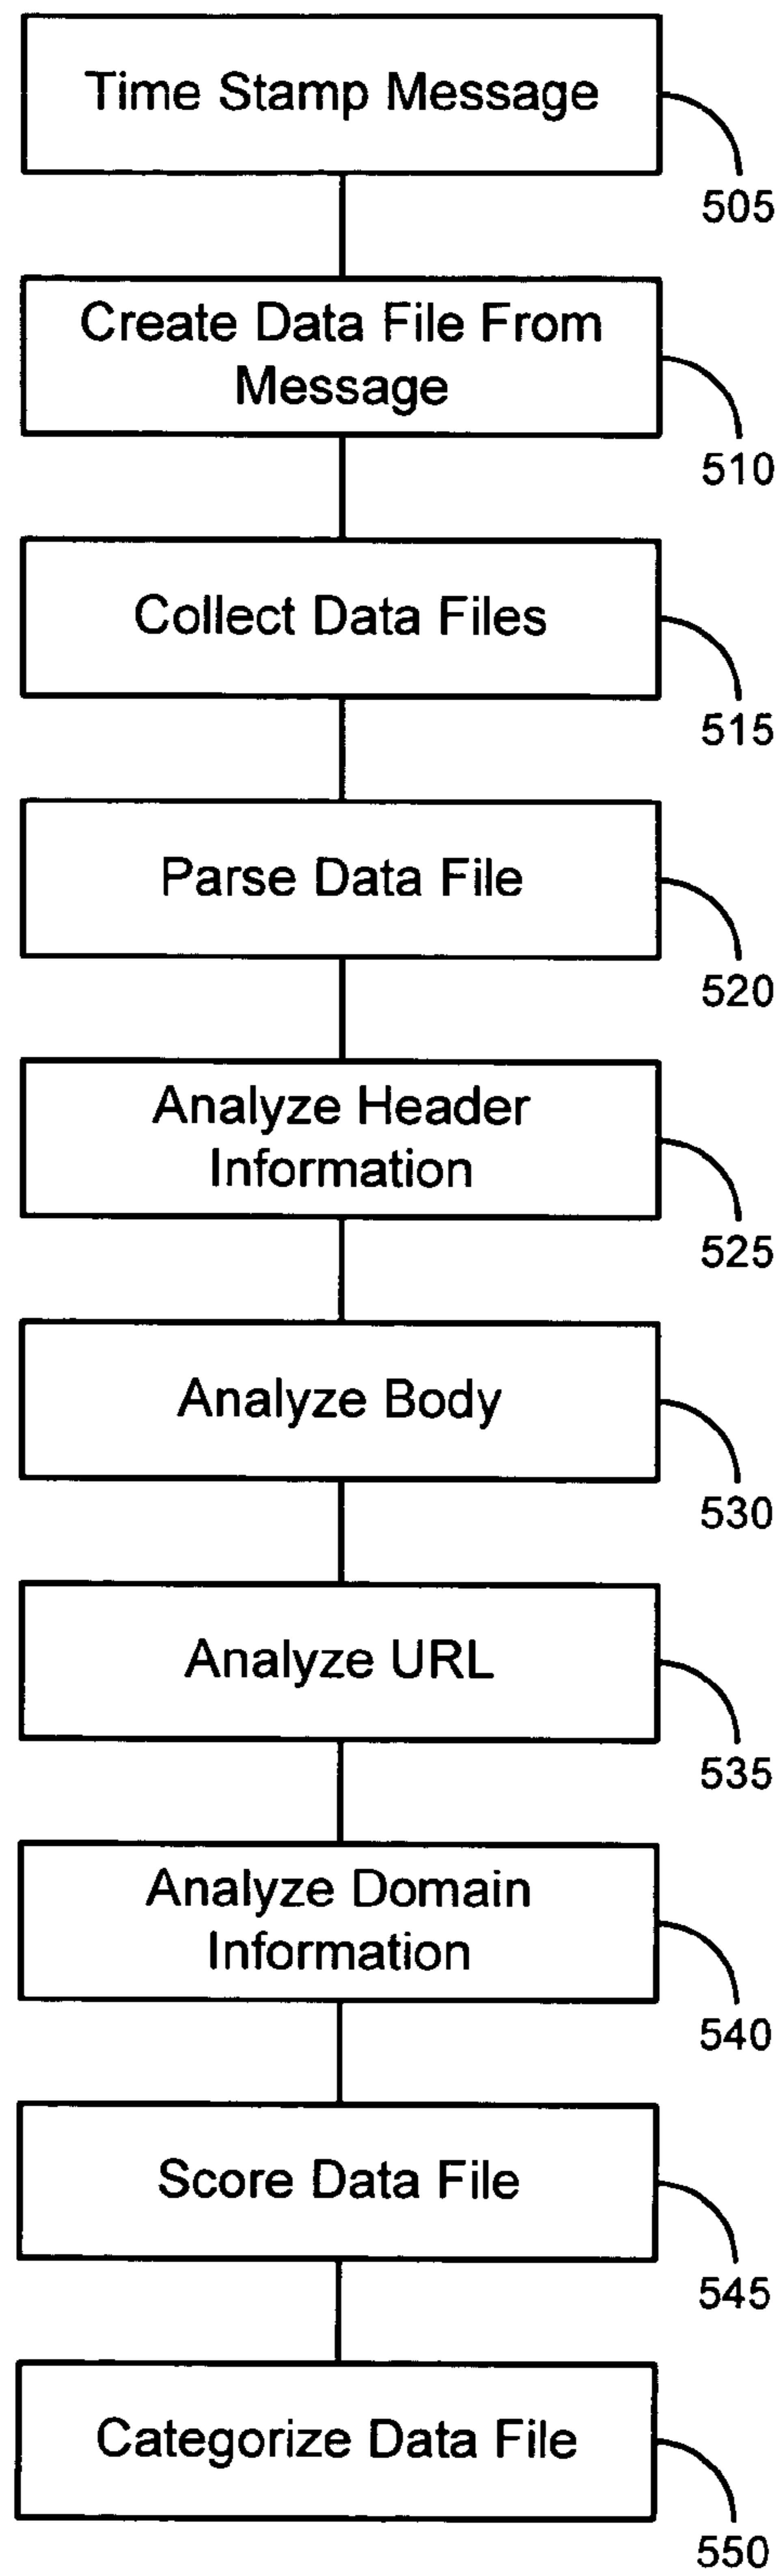 Time Stamp Message
505
Create Data File From
Message
510
Collect Data Files
515
Parse Data File
520
Analyze Header
Information
525
Analyze Body
530
Analyze URL
535
Analyze Domain
Information
540
Score Data File
545
Categorize Data File
550